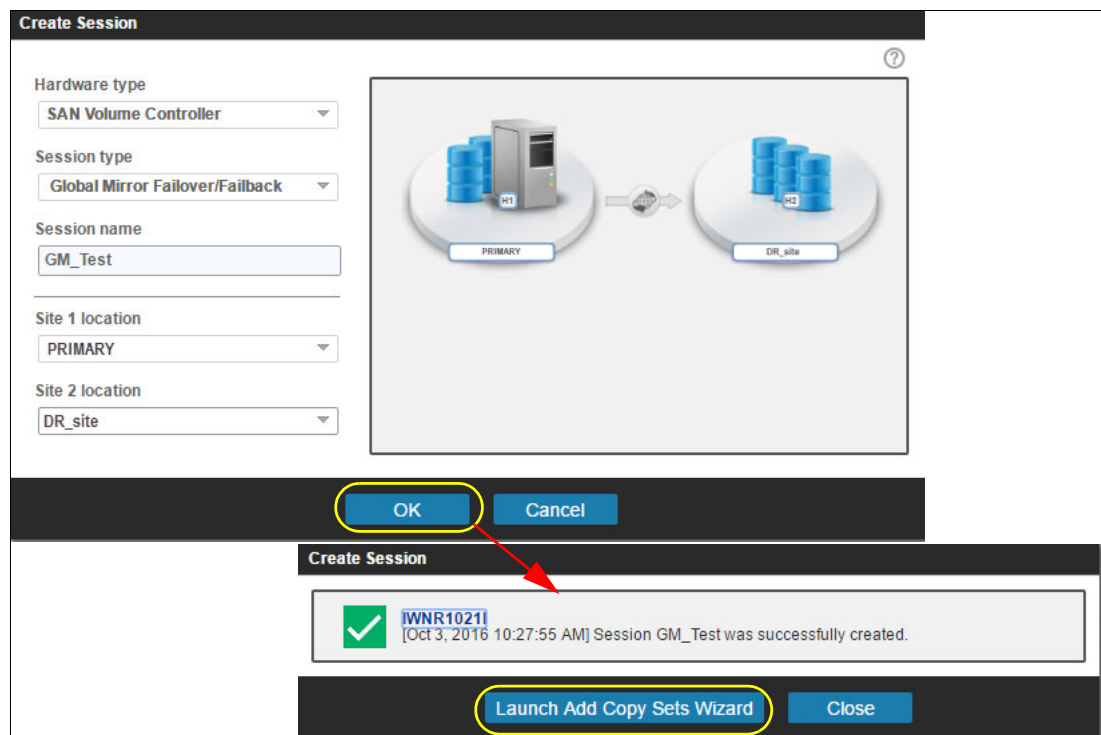 Create Session
?
Hardware type
SAN Volume Controller
Session type
Global Mirror Failover/Failback
Session name
GM_Test
Site 1 location
PRIMARY
Site 2 location
DR_site
H1
PRIMARY
H2
DR_site
OK
Cancel
Create Session
IWNR1021I
[Oct 3, 2016 10:27:55 AM] Session GM_Test was successfully created.
Launch Add Copy Sets Wizard
Close